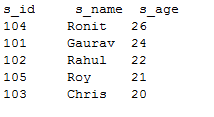 s_id s_name s_age
104 Ronit 26
101 Gaurav 24
102 Rahul 22
105 Roy 21
103 Chris 20